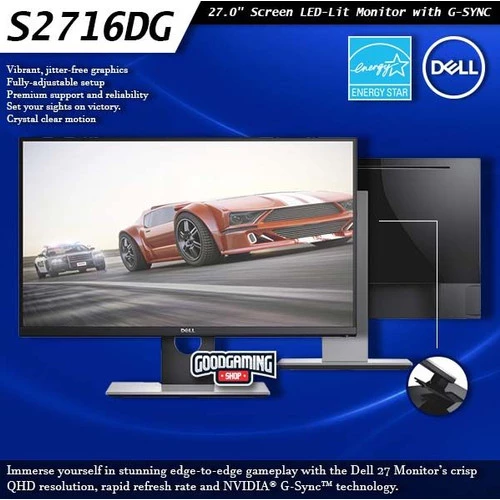 S2716DG
27.0" Screen LED-Lit Monitor with G-SYNC
Vibrant, jitter-free graphics
Fully-adjustable setup
Premium support and reliability
Set your sights on victory.
Crystal clear motion
energy
ENERGY STAR
DELL
DELL
GOODGAMING
SHOP
Immerse yourself in stunning edge-to-edge gameplay with the Dell 27 Monitor's crisp
QHD resolution, rapid refresh rate and NVIDIA® G-Sync™ technology.